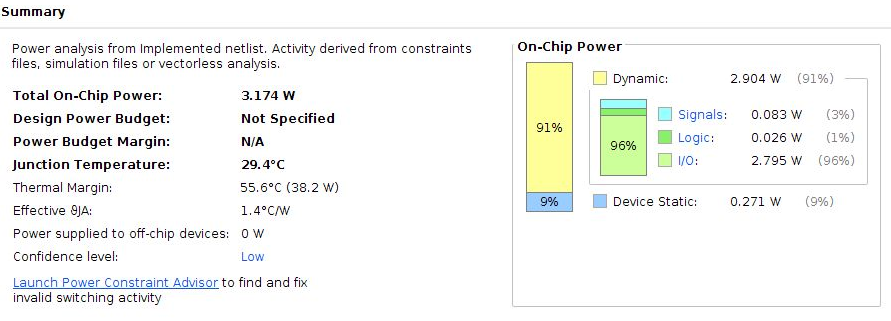 Summary
Power analysis from Implemented netlist. Activity derived from constraints
files, simulation files or vectorless analysis.
Total On-Chip Power: 3.174 W
Design Power Budget: Not Specified
Power Budget Margin: N/A
Junction Temperature: 29.4°C
Thermal Margin: 55.6°C (38.2 W)
Effective ϑJA: 1.4°C/W
Power supplied to off-chip devices: 0 W
Confidence level: Low
Launch Power Constraint Advisor to find and fix
invalid switching activity
On-Chip Power
91%
9%
Dynamic: 2.904 W (91%)
96%
Signals: 0.083 W (3%)
Logic: 0.026 W (1%)
I/O: 2.795 W (96%)
Device Static: 0.271 W (9%)